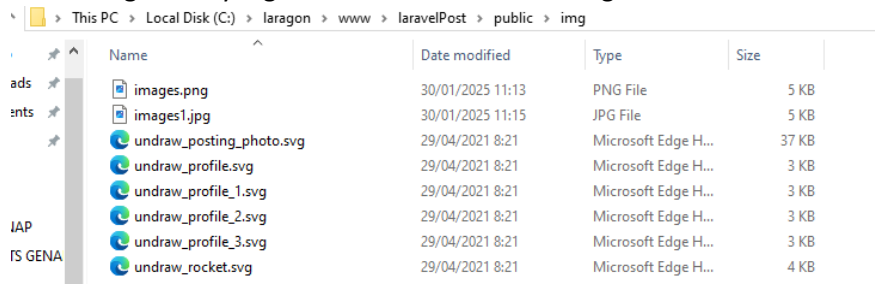 This PC > Local Disk (C:) > laragon > www > laravelPost > public > img
Name Date modified Type Size
images.png 30/01/2025 11:13 PNG File 5 KB
ads images1.jpg 30/01/2025 11:15 JPG File 5 KB
ents undraw_posting_photo.svg 29/04/2021 8:21 Microsoft Edge H... 37 KB
undraw_profile.svg 29/04/2021 8:21 Microsoft Edge H... 3 KB
undraw_profile_1.svg 29/04/2021 8:21 Microsoft Edge H... 3 KB
undraw_profile_2.svg 29/04/2021 8:21 Microsoft Edge H... 3 KB
undraw_profile_3.svg 29/04/2021 8:21 Microsoft Edge H... 3 KB
TS GENA undraw_rocket.svg 29/04/2021 8:21 Microsoft Edge H... 4 KB